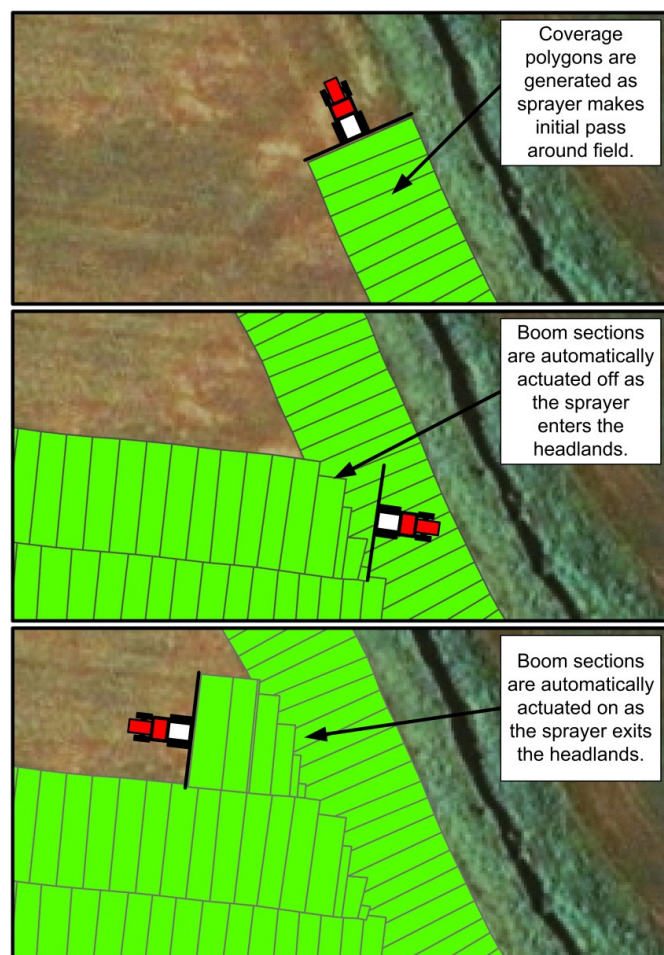 Coverage
polygons are
generated as
sprayer makes
initial pass
around field.
Boom sections
are automatically
actuated off as
the sprayer
enters the
headlands.
Boom sections
are automatically
actuated on as
the sprayer exits
the headlands.